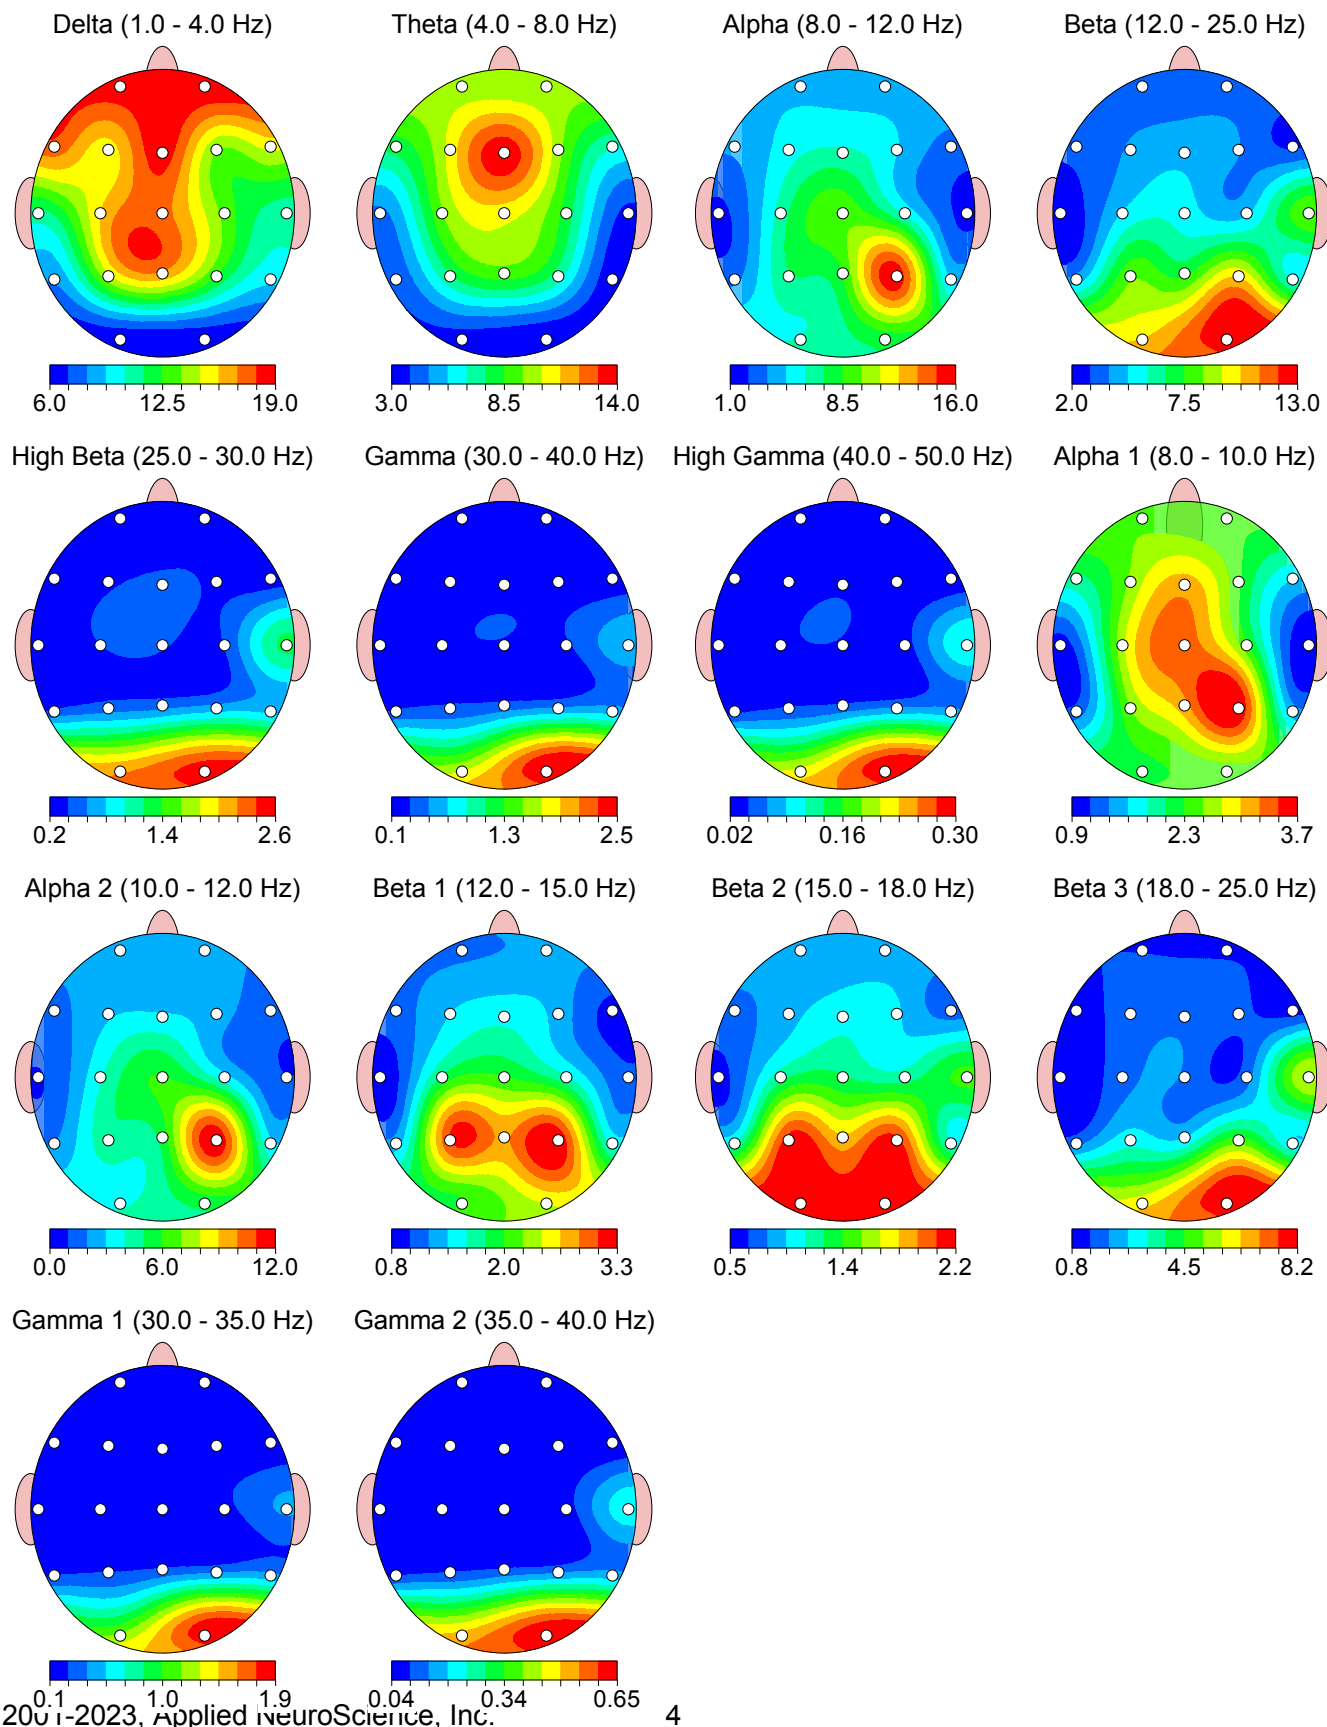 Delta (1.0 - 4.0 Hz) Theta (4.0 - 8.0 Hz) Alpha (8.0 - 12.0 Hz) Beta (12.0 - 25.0 Hz)
6.0 12.5 19.0 3.0 8.5 14.0 1.0 8.5 16.0 2.0 7.5 13.0
High Beta (25.0 - 30.0 Hz) Gamma (30.0 - 40.0 Hz) High Gamma (40.0 - 50.0 Hz) Alpha 1 (8.0 - 10.0 Hz)
0.2 1.4 2.6 0.1 1.3 2.5 0.02 0.16 0.30 0.9 2.3 3.7
Alpha 2 (10.0 - 12.0 Hz) Beta 1 (12.0 - 15.0 Hz) Beta 2 (15.0 - 18.0 Hz) Beta 3 (18.0 - 25.0 Hz)
0.0 6.0 12.0 0.8 2.0 3.3 0.5 1.4 2.2 0.8 4.5 8.2
Gamma 1 (30.0 - 35.0 Hz) Gamma 2 (35.0 - 40.0 Hz)
0.1 1.0 1.9 0.04 0.34 0.65
2001-2023, Applied NeuroScience, Inc. 4